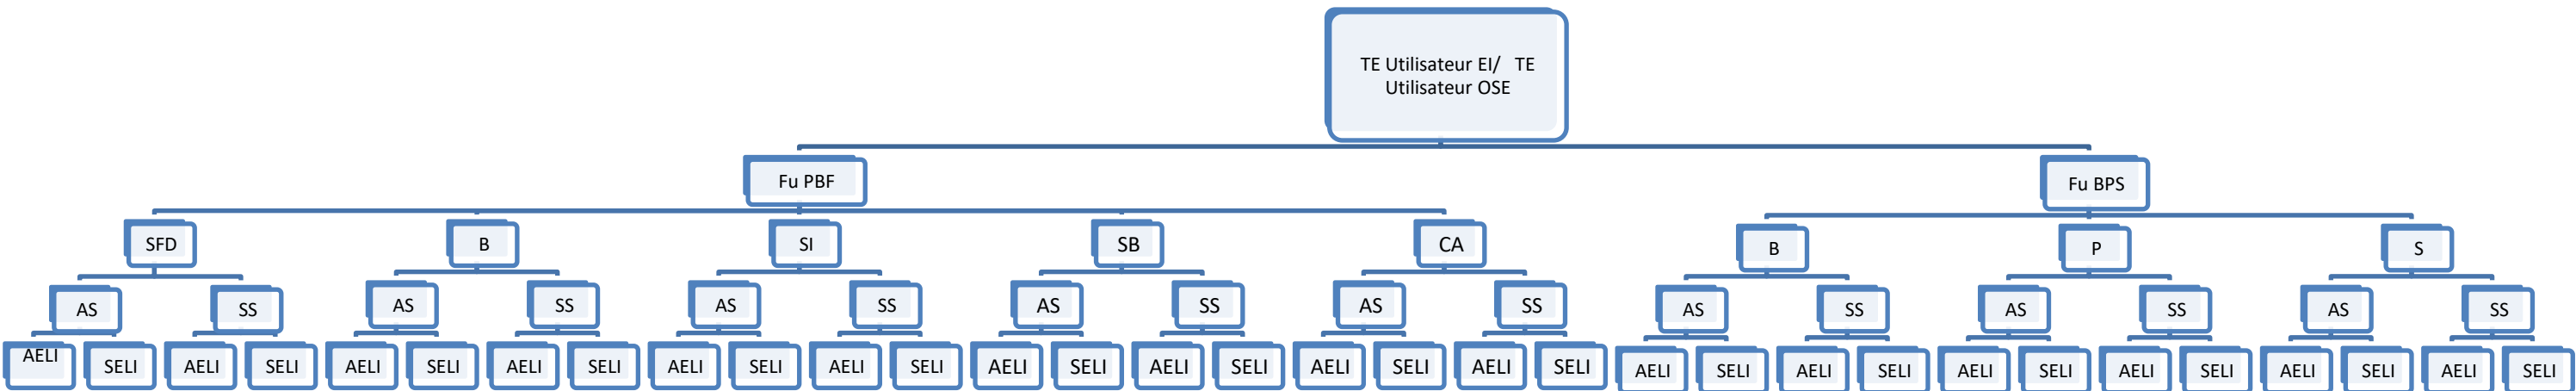 TE Utilisateur EI/ TE
Utilisateur OSE
Fu PBF
Fu BPS
SFD
B
SI
SB
CA
B
P
S
AS
SS
AS
SS
AS
SS
AS
SS
AS
SS
AS
SS
AS
SS
AS
SS
AELI
SELI
AELI
SELI
AELI
SELI
AELI
SELI
AELI
SELI
AELI
SELI
AELI
SELI
AELI
SELI
AELI
SELI
AELI
SELI
AELI
SELI
AELI
SELI
AELI
SELI
AELI
SELI
AELI
SELI
AELI
SELI